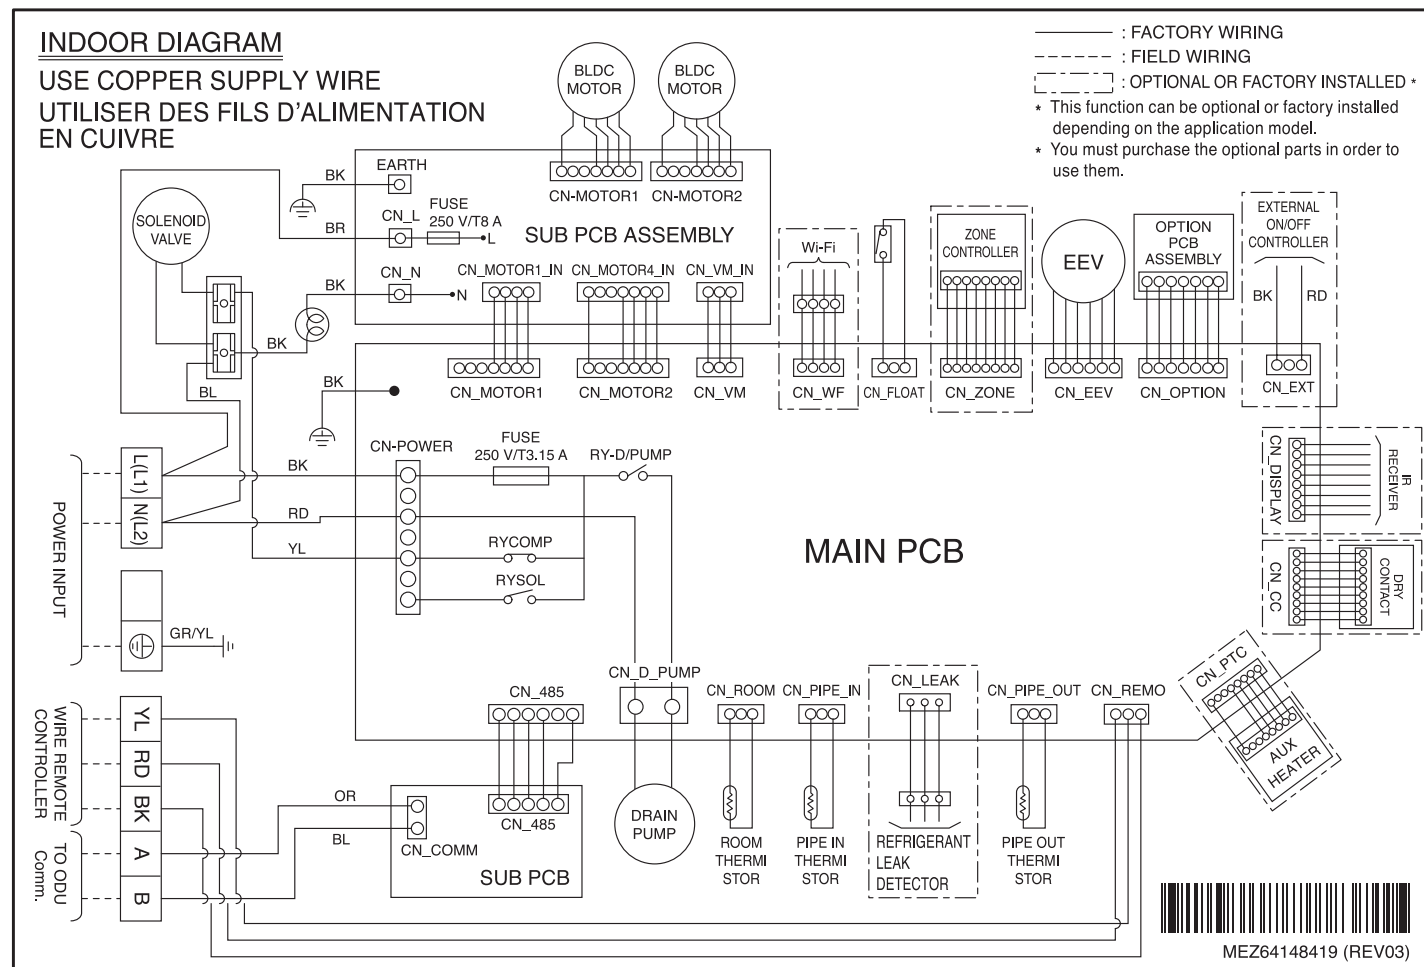 INDOOR DIAGRAM
USE COPPER SUPPLY WIRE
UTILISER DES FILS D'ALIMENTATION
EN CUIVRE
: FACTORY WIRING
: FIELD WIRING
: OPTIONAL OR FACTORY INSTALLED *
* This function can be optional or factory installed
depending on the application model.
* You must purchase the optional parts in order to
use them.
BLDC
MOTOR
BLDC
MOTOR
CN-MOTOR1
CN-MOTOR2
BK
EARTH
BR
CN_L
FUSE
250 V/T8 A
L
SUB PCB ASSEMBLY
BK
CN_N
N
CN_MOTOR1_IN
CN_MOTOR4_IN
CN_VM_IN
SOLENOID
VALVE
BK
BL
BK
CN_MOTOR1
CN_MOTOR2
CN_VM
Wi-Fi
CN_WF
CN_FLOAT
ZONE
CONTROLLER
CN_ZONE
EEV
CN_EEV
OPTION
PCB
ASSEMBLY
CN_OPTION
EXTERNAL
ON/OFF
CONTROLLER
BK
RD
CN_EXT
CN-POWER
FUSE
250 V/T3.15 A
RY-D/PUMP
BK
RD
YL
RYCOMP
RYSOL
MAIN PCB
POWER INPUT
L(L1)
N(L2)
GR/YL
CN_DISPLAY
IR
RECEIVER
CN_CC
DRY
CONTACT
CN_PTC
AUX
HEATER
CN_D_PUMP
DRAIN
PUMP
CN_ROOM
ROOM
THERMI
STOR
CN_PIPE_IN
PIPE IN
THERMI
STOR
CN_LEAK
REFRIGERANT
LEAK
DETECTOR
CN_PIPE_OUT
PIPE OUT
THERMI
STOR
CN_REMO
CN_485
CN_485
CN_COMM
SUB PCB
OR
BL
WIRE REMOTE
CONTROLLER
YL
RD
BK
TO ODU
Comm.
A
B
MEZ64148419 (REV03)